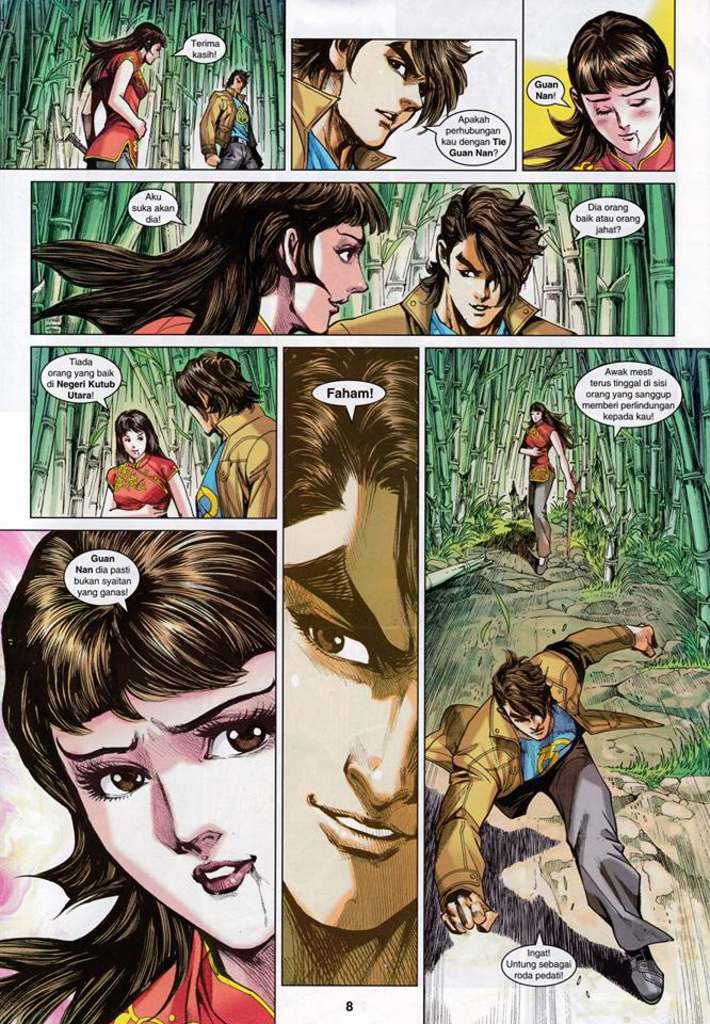 Terima
kasih!
Apakah
perhubungan
kau dengan Tie
Guan Nan?
Guan
Nan!
Aku
suka akan
dia!
Dia orang
baik atau orang
jahat?
Tiada
orang yang baik
di Negeri Kutub
Utara!
Guan
Nan dia pasti
bukan syaitan
yang ganas!
Faham!
Awak mesti
terus tinggal di sisi
orang yang sanggup
memberi perlindungan
kepada kau!
Ingat!
Untung sebagai
roda pedati!
8